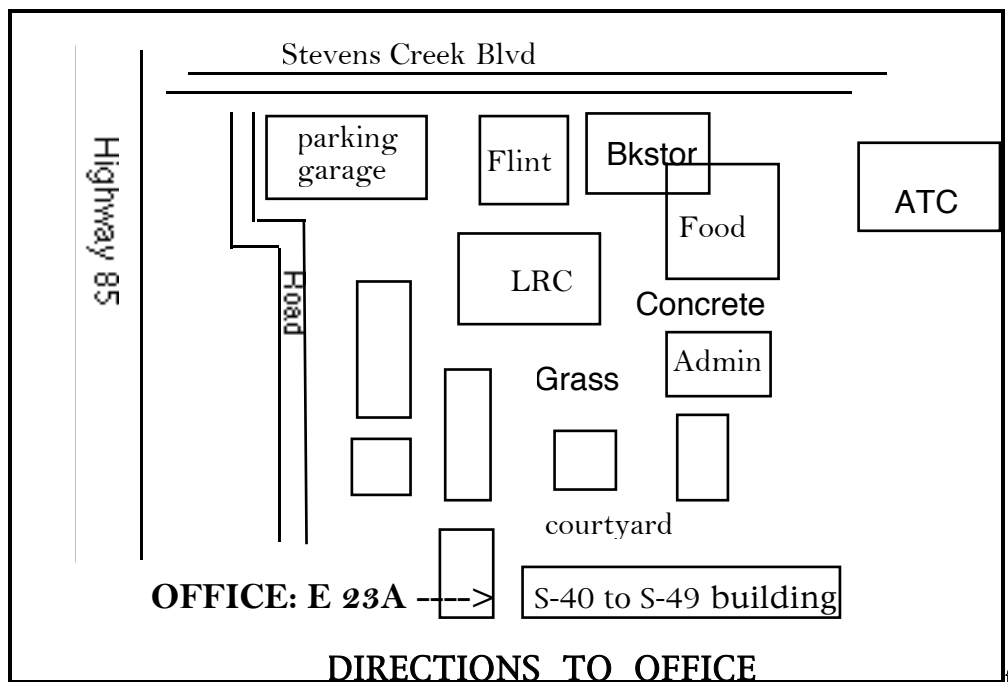 Stevens Creek Blvd
Highway 85
parking
garage
Flint
Bkstor
ATC
Food
LRC
Road
Concrete
Admin
Grass
courtyard
OFFICE: E 23A ---->
S-40 to S-49 building
DIRECTIONS TO OFFICE